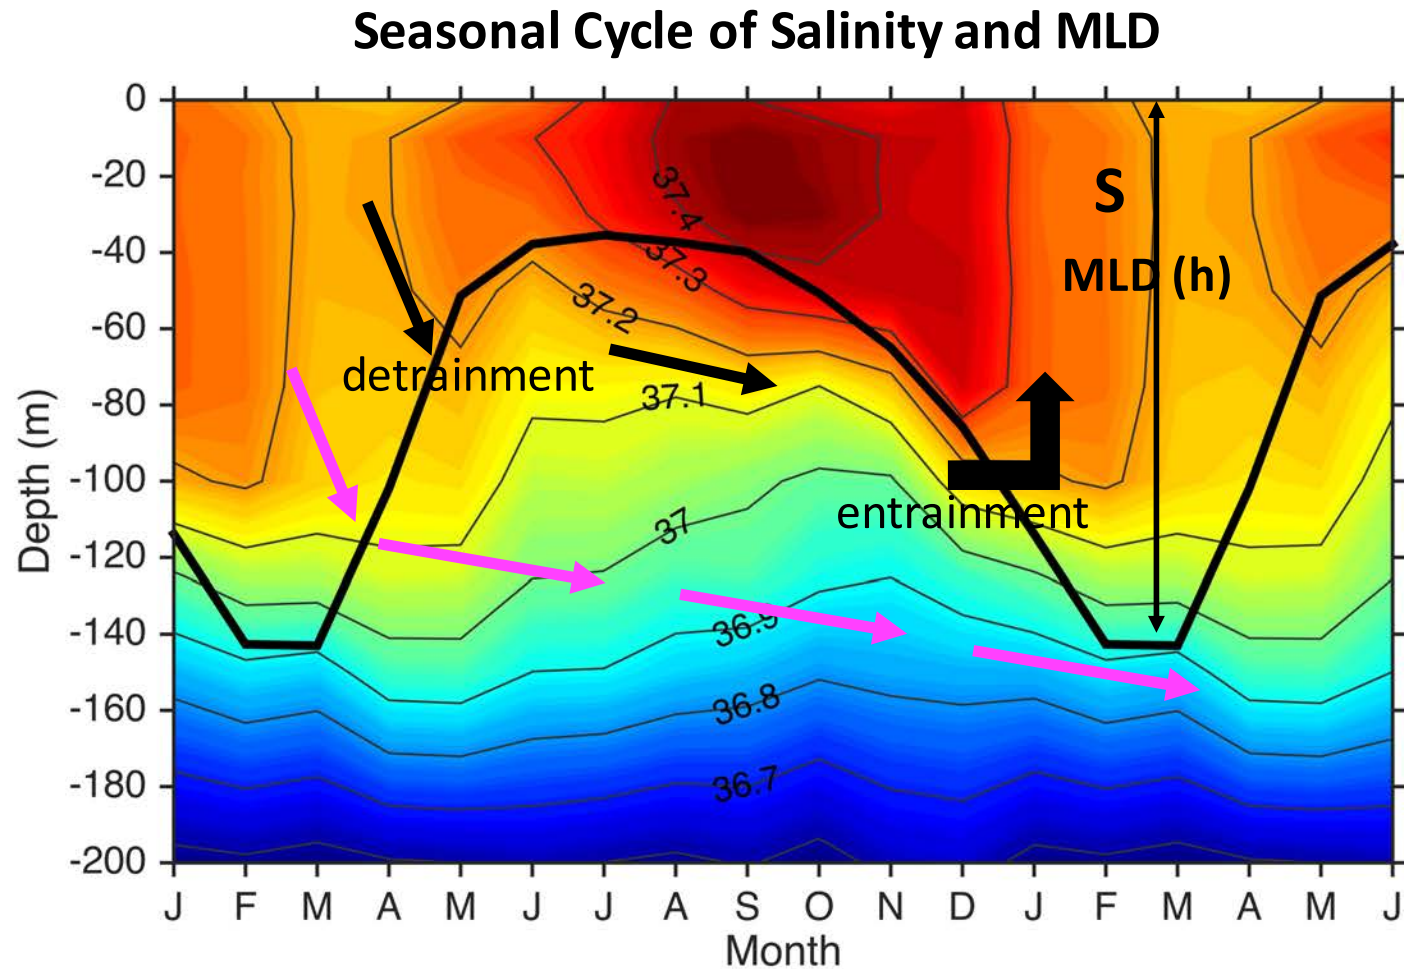 Seasonal Cycle of Salinity and MLD
0
-20
-40
-60
-80
-100
-120
-140
-160
-180
-200
Depth (m)
37.4
37.3
37.2
37.1
37
36.9
36.8
36.7
S
MLD (h)
detrainment
entrainment
J F M A M J J A S O N D J F M A M J
Month